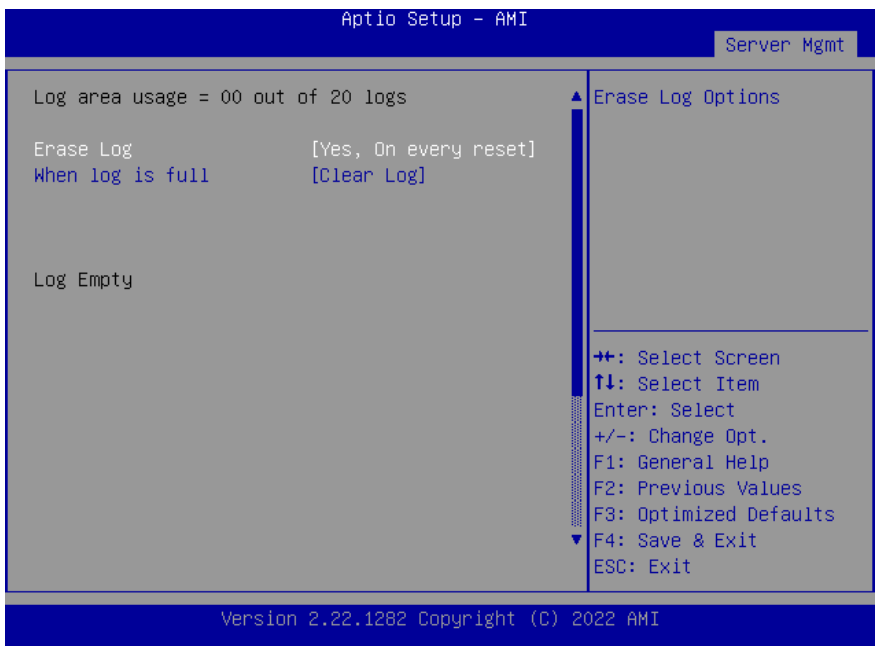 Aptio Setup – AMI
Server Mgmt
Log area usage = 00 out of 20 logs
Erase Log [Yes, On every reset]
When log is full [Clear Log]
Log Empty
Erase Log Options
→←: Select Screen
↑↓: Select Item
Enter: Select
+/-: Change Opt.
F1: General Help
F2: Previous Values
F3: Optimized Defaults
F4: Save & Exit
ESC: Exit
Version 2.22.1282 Copyright (C) 2022 AMI